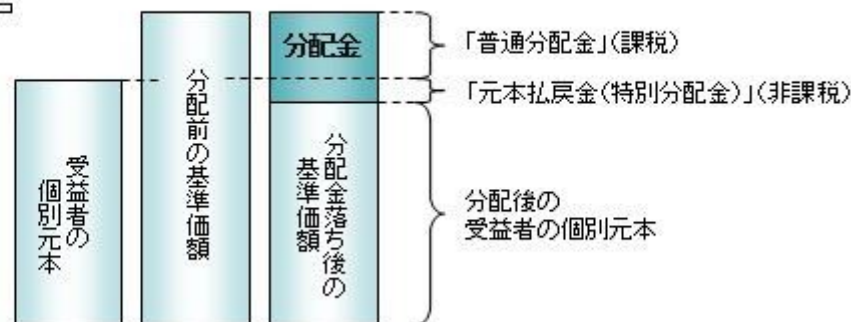 受益者の
個別元本
分配前の基準価額
分配金
分配金落ち後の
基準価額
「普通分配金」(課税)
「元本払戻金(特別分配金)」(非課税)
分配後の
受益者の個別元本